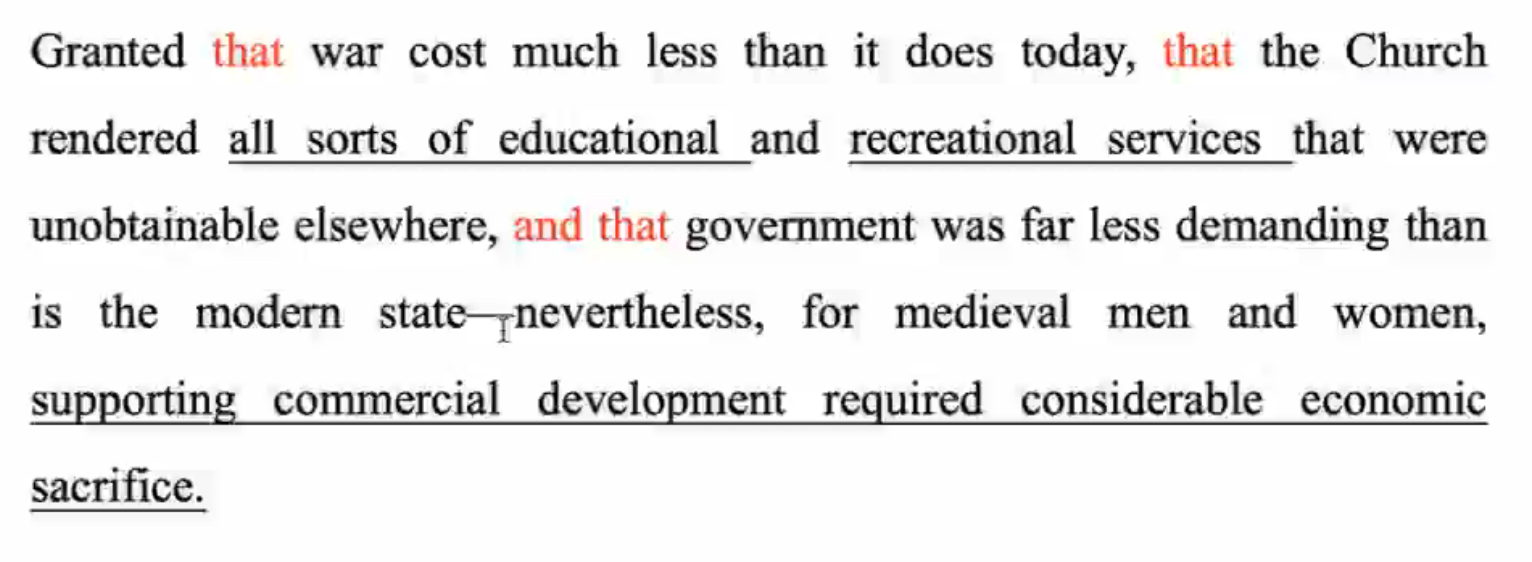 Granted that war cost much less than it does today, that the Church
rendered all sorts of educational and recreational services that were
unobtainable elsewhere, and that government was far less demanding than
is the modern state—nevertheless, for medieval men and women,
supporting commercial development required considerable economic
sacrifice.